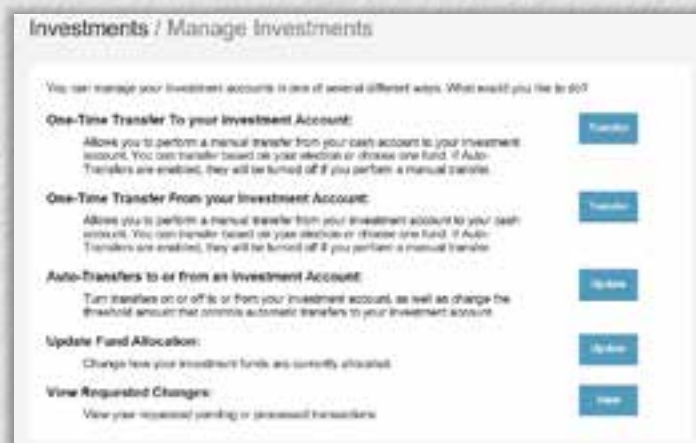 Investments / Manage Investments
You can manage your investment accounts in one of several different ways. What would you like to do?
One-Time Transfer To your Investment Account:
Transfer
Allows you to perform a manual transfer from your cash account to your investment
account. You can transfer based on your election or choose one fund. If Auto-
Transfers are enabled, they will be turned off if you perform a manual transfer.
One-Time Transfer From your Investment Account:
Transfer
Allows you to perform a manual transfer from your investment account to your cash
account. You can transfer based on your election or choose one fund. If Auto-
Transfers are enabled, they will be turned off if you perform a manual transfer
Auto-Transfers to or from an Investment Account:
Update
Turn transfers on or off to or from your investment account, as well as change the
threshold amount that controls automatic transfers to your investment account
Update Fund Allocation:
Update
Change how your investment funds are currently allocated.
View Requested Changes:
View
View your requested pending or processed transactions